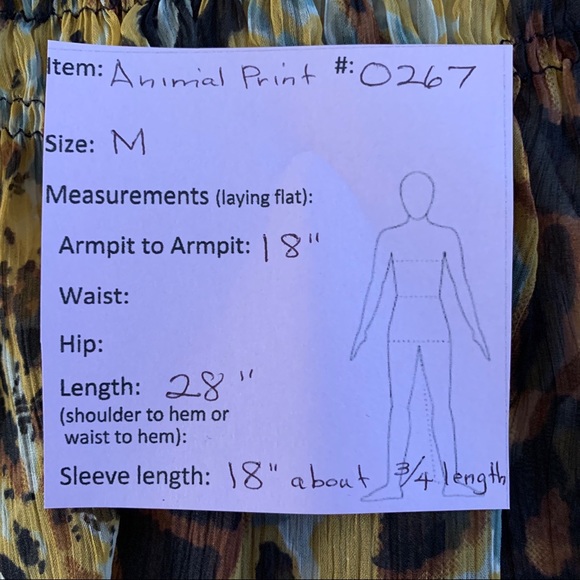 Item: Animal Print #: 0267
Size: M
Measurements (laying flat):
Armpit to Armpit: 18"
Waist:
Hip:
Length: 28"
(shoulder to hem or
waist to hem):
Sleeve length: 18" about 3/4 length